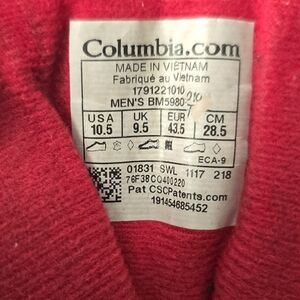 Columbia.com
MADE IN VIETNAM
Fabriqué au Vietnam
1791221010
MEN'S BM5980-010
USA UK EUR CM
10.5 9.5 43.5 28.5
ECA-9
01831 SWL 1117 218
76F38CQ400220
Pat CSCPatents.com
191454685452